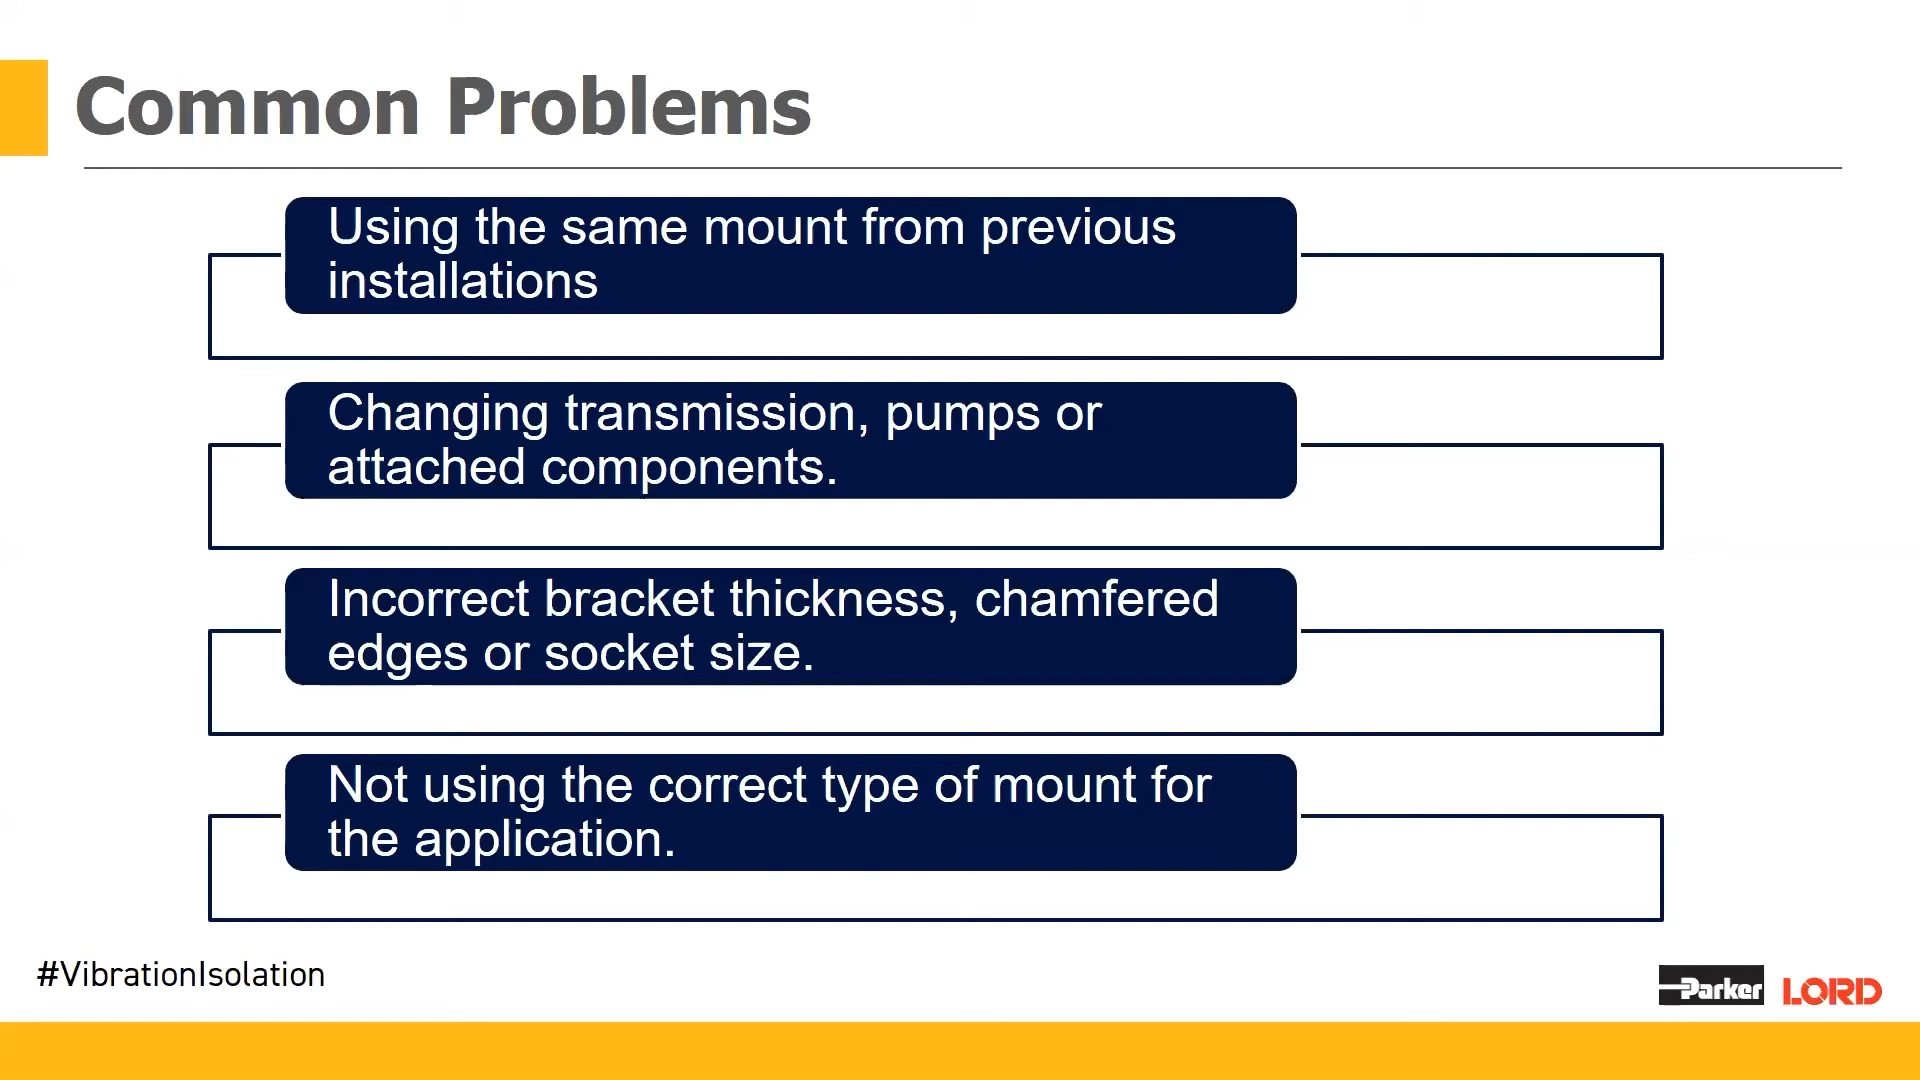 Common Problems
Using the same mount from previous
installations
Changing transmission, pumps or
attached components.
Incorrect bracket thickness, chamfered
edges or socket size.
Not using the correct type of mount for
the application.
#VibrationIsolation
Parker LORD